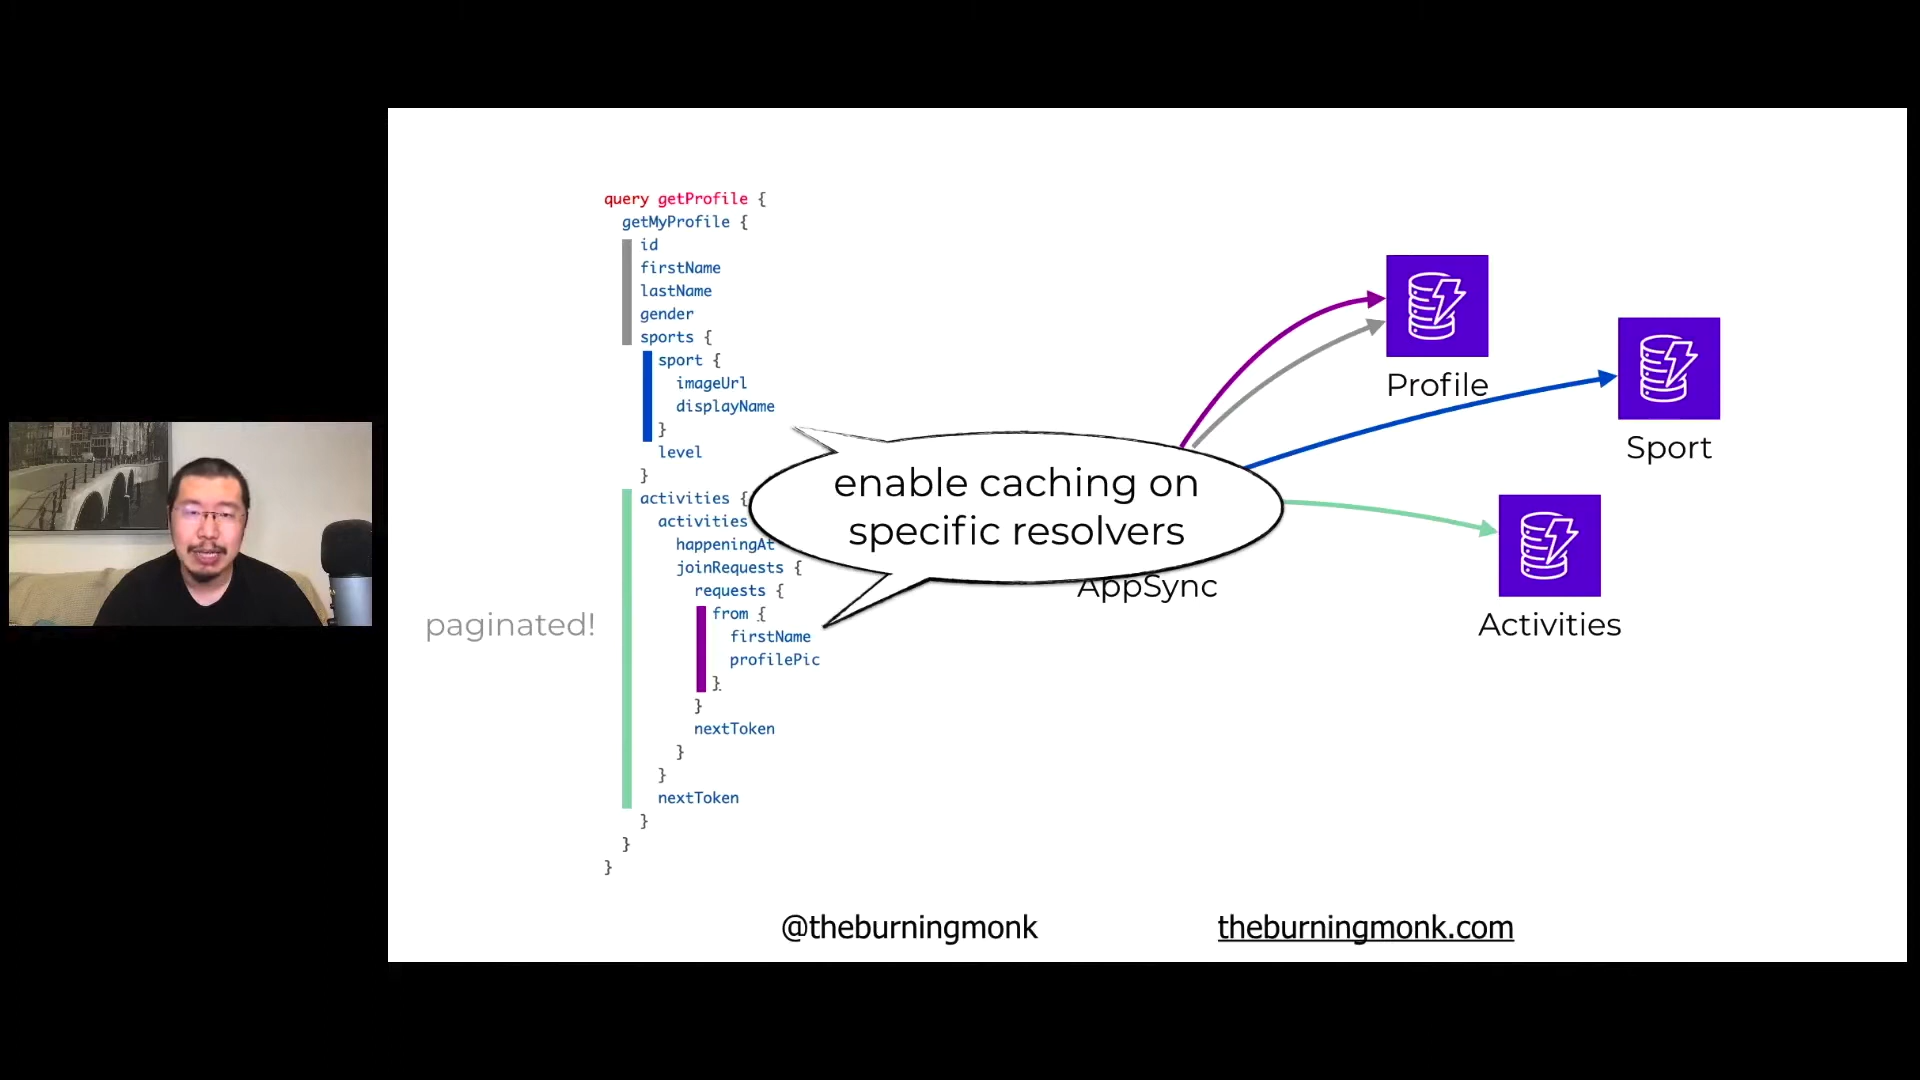 query getProfile {
getMyProfile {
id
firstName
lastName
gender
sports {
sport {
imageUrl
displayName
}
level
}
activities {
activities
happeningAt
joinRequests {
requests {
from {
firstName
profilePic
}
}
nextToken
}
}
nextToken
}
}
}
paginated!
enable caching on
specific resolvers
AppSync
Profile
Sport
Activities
@theburningmonk
theburningmonk.com